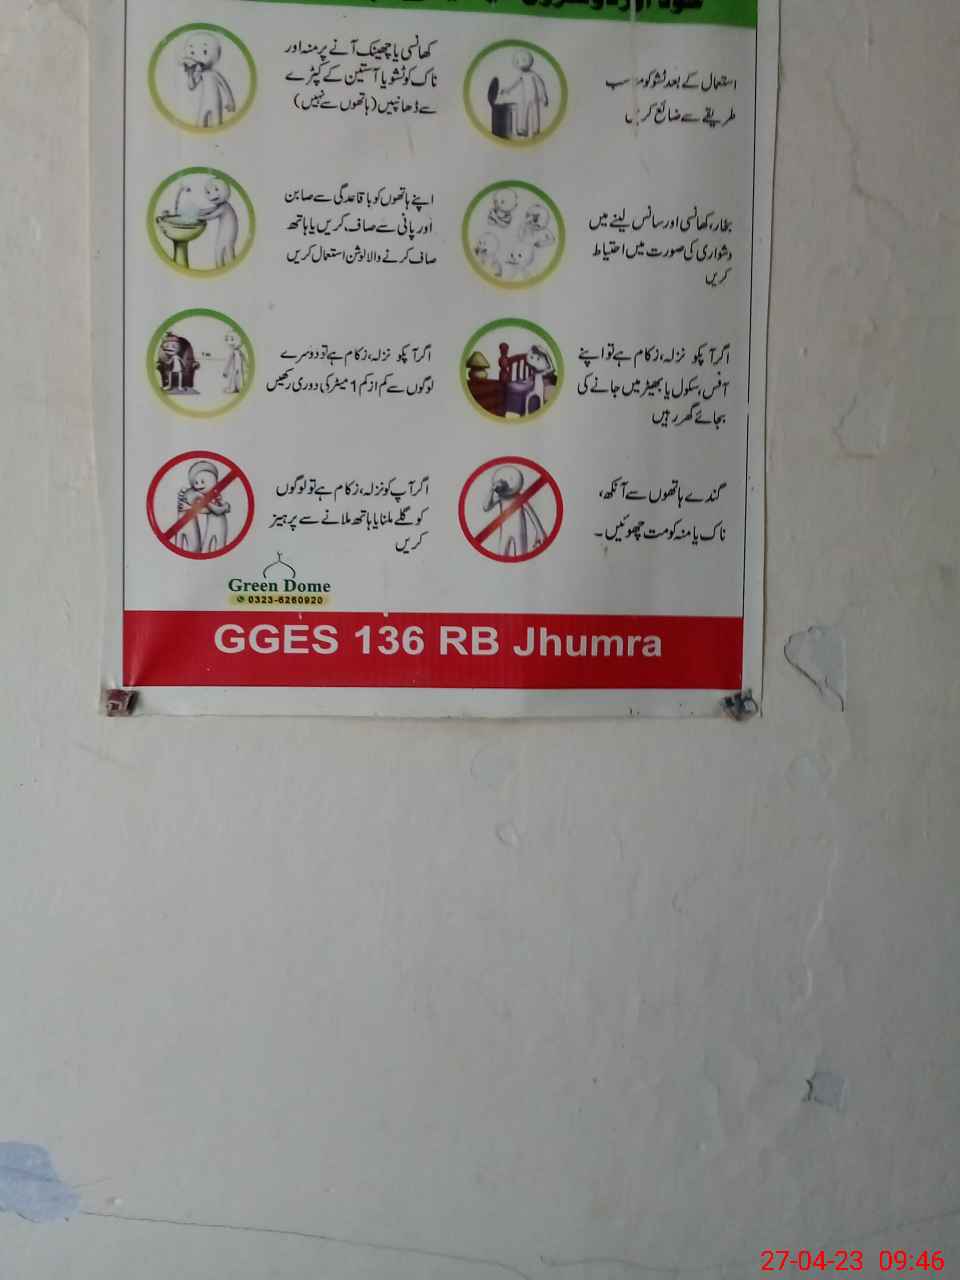 کھانسی یا چھینک آنے پر منہ اور
ناک کو ٹشو یا آستین کے کپڑے
سے ڈھانپیں (ہاتھوں سے نہیں)
استعمال کے بعد ٹشو کو مناسب
طریقے سے ضائع کریں
اپنے ہاتھوں کو باقاعدگی سے صابن
اور پانی سے صاف کریں یا ہاتھ
صاف کرنے والا لوشن استعمال کریں
بخار، کھانسی اور سانس لینے میں
دشواری کی صورت میں احتیاط
کریں
اگر آپکو نزلہ، زکام ہے تو دوسرے
لوگوں سے کم از کم 1 میٹر کی دوری رکھیں
اگر آپکو نزلہ، زکام ہے تو اپنے
آفس، سکول یا بھیڑ میں جانے کی
بجائے گھر رہیں
اگر آپ کو نزلہ، زکام ہے تو لوگوں
کو گلے ملنا یا ہاتھ ملانے سے پرہیز
کریں
گندے ہاتھوں سے آنکھ،
ناک یا منہ کو مت چھوئیں۔
Green Dome
0323-6260920
GGES 136 RB Jhumra
27-04-23 09:46